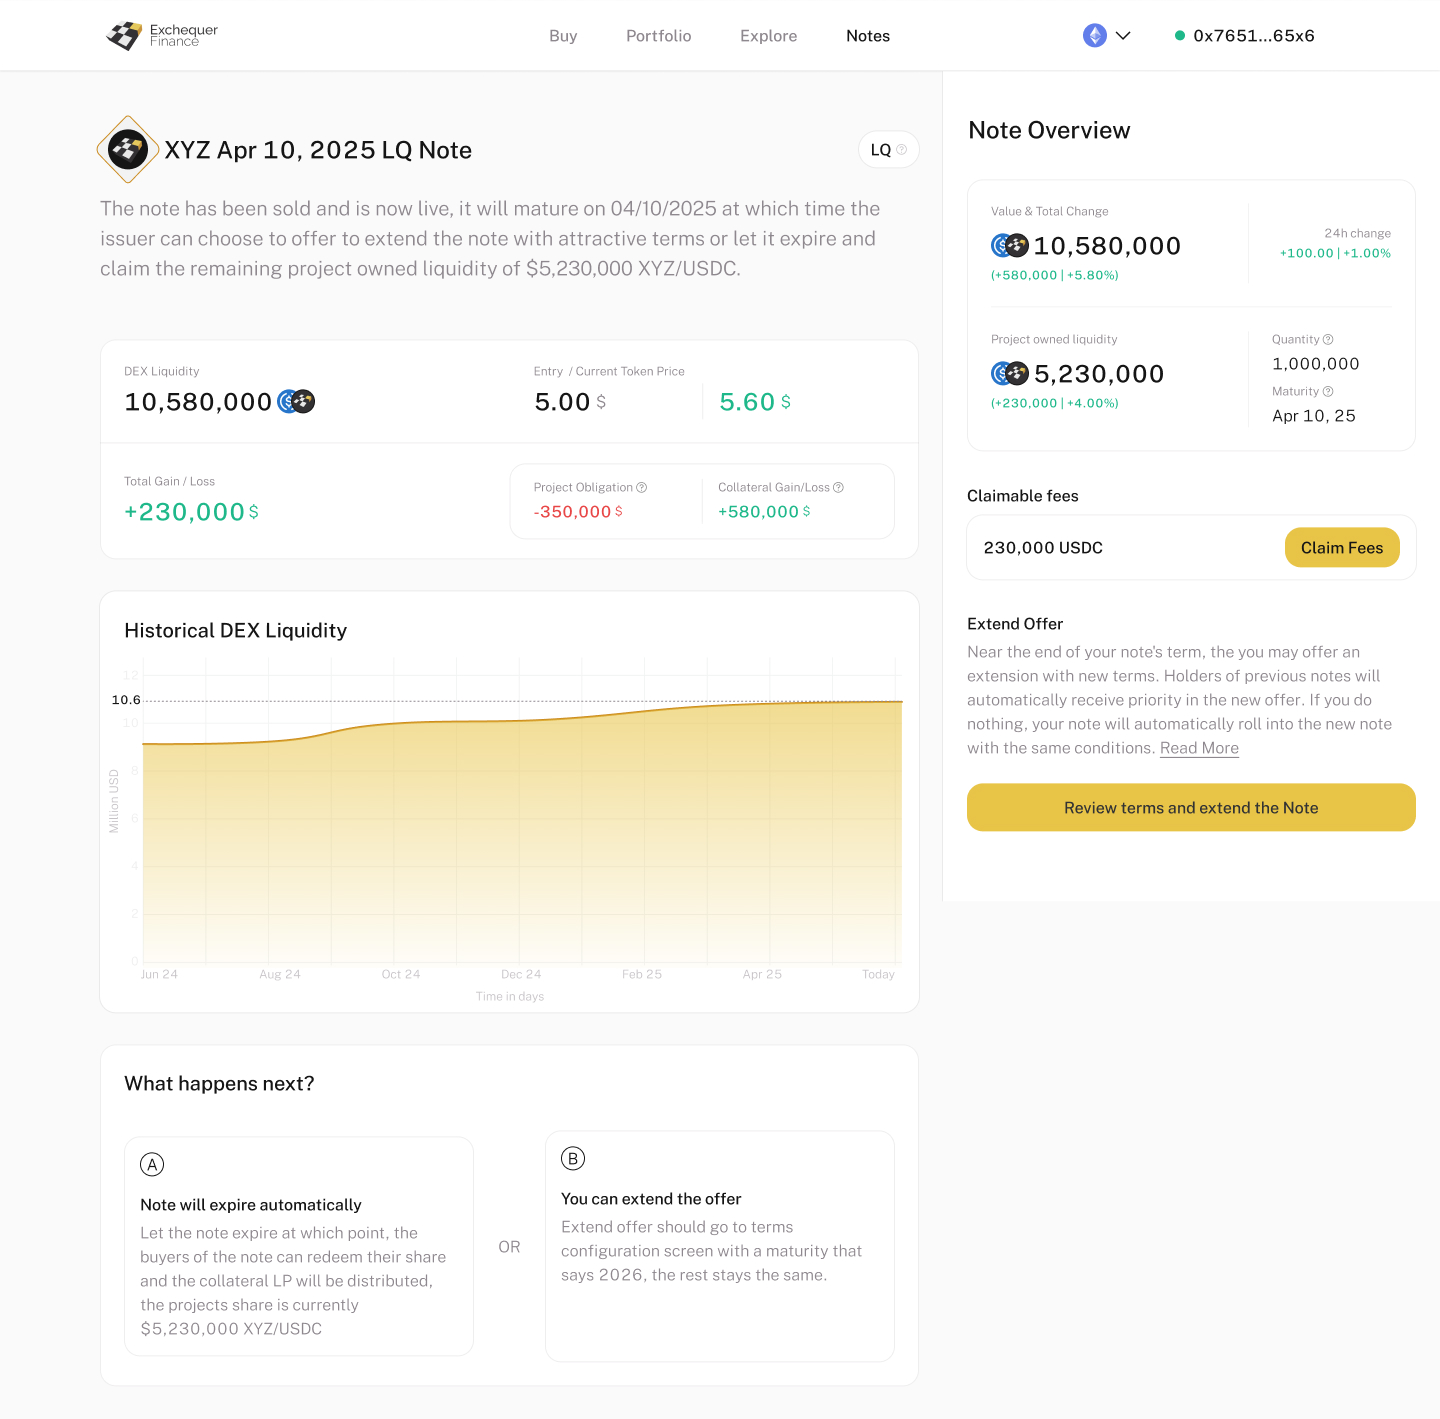 Exchequer
Finance
Buy
Portfolio
Explore
Notes
0x7651...65x6
XYZ Apr 10, 2025 LQ Note
LQ
The note has been sold and is now live, it will mature on 04/10/2025 at which time the
issuer can choose to offer to extend the note with attractive terms or let it expire and
claim the remaining project owned liquidity of $5,230,000 XYZ/USDC.
DEX Liquidity
10,580,000
Entry / Current Token Price
5.00 $
5.60 $
Total Gain / Loss
+230,000 $
Project Obligation
-350,000 $
Collateral Gain/Loss
+580,000 $
Historical DEX Liquidity
12
10.6
10
8
6
4
2
0
Million USD
Jun 24
Aug 24
Oct 24
Dec 24
Feb 25
Apr 25
Today
Time in days
What happens next?
A
Note will expire automatically
Let the note expire at which point, the
buyers of the note can redeem their share
and the collateral LP will be distributed,
the projects share is currently
$5,230,000 XYZ/USDC
OR
B
You can extend the offer
Extend offer should go to terms
configuration screen with a maturity that
says 2026, the rest stays the same.
Note Overview
Value & Total Change
10,580,000
(+580,000 | +5.80%)
24h change
+100.00 | +1.00%
Project owned liquidity
5,230,000
(+230,000 | +4.00%)
Quantity
1,000,000
Maturity
Apr 10, 25
Claimable fees
230,000 USDC
Claim Fees
Extend Offer
Near the end of your note's term, the you may offer an
extension with new terms. Holders of previous notes will
automatically receive priority in the new offer. If you do
nothing, your note will automatically roll into the new note
with the same conditions. Read More
Review terms and extend the Note